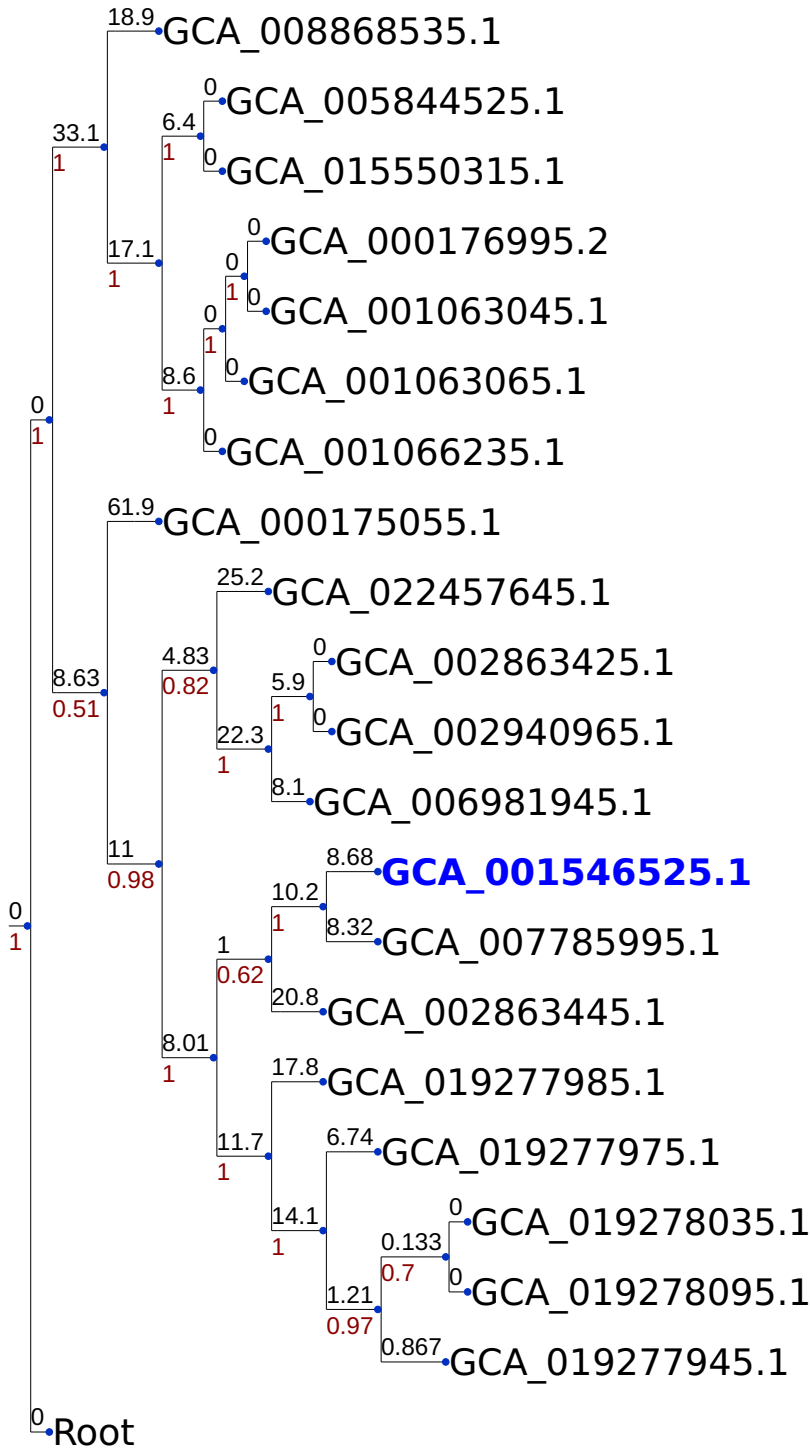 18.9
GCA_008868535.1
0
GCA_005844525.1
6.4
33.1
1
1
0
GCA_015550315.1
0
GCA_000176995.2
17.1
0
1
1
0
GCA_001063045.1
0
1
0
GCA_001063065.1
8.6
1
0
1
0
GCA_001066235.1
61.9
GCA_000175055.1
25.2
GCA_022457645.1
0
GCA_002863425.1
4.83
8.63
0.82
5.9
0.51
1
0
GCA_002940965.1
22.3
1
8.1
GCA_006981945.1
11
0.98
8.68
GCA_001546525.1
10.2
0
1
1
8.32
GCA_007785995.1
1
0.62
20.8
GCA_002863445.1
8.01
1
17.8
GCA_019277985.1
11.7
1
6.74
GCA_019277975.1
14.1
1
0
GCA_019278035.1
0.133
0.7
1.21
0.97
0
GCA_019278095.1
0.867
GCA_019277945.1
0
Root